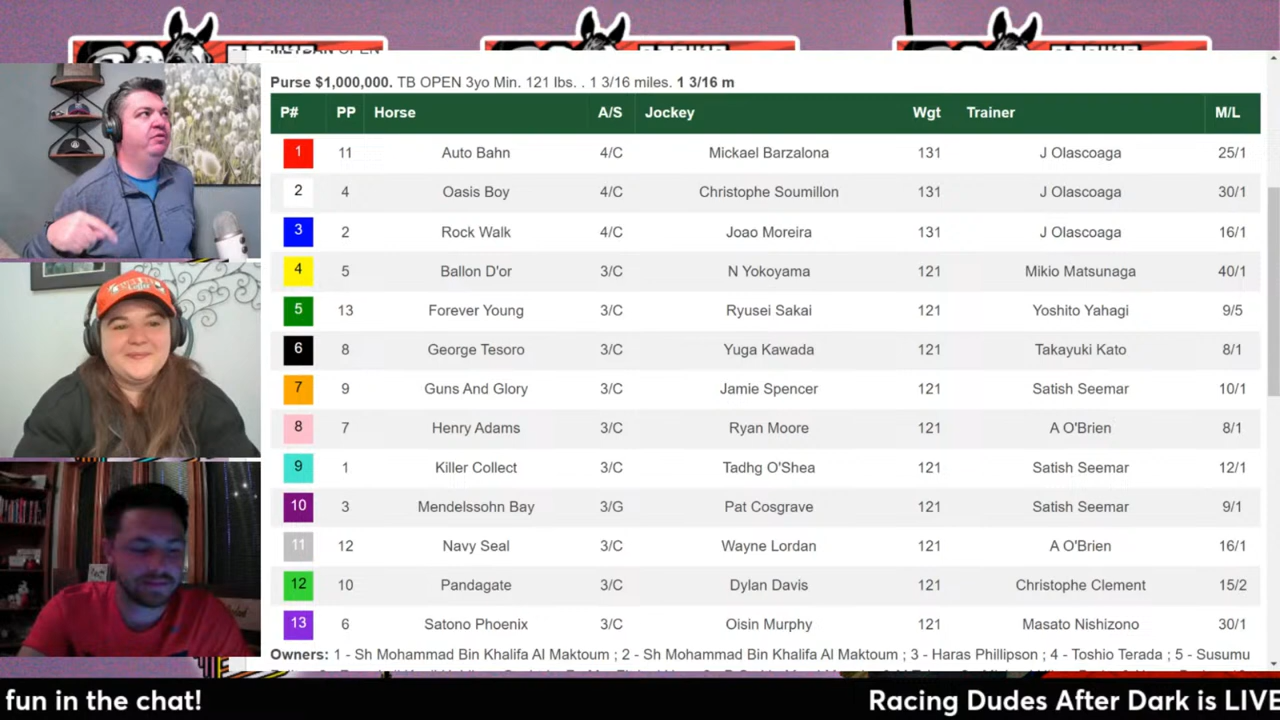 OPEN
Purse $1,000,000. TB OPEN 3yo Min. 121 lbs. . 1 3/16 miles. 1 3/16 m
P# PP Horse A/S Jockey Wgt Trainer M/L
1 11 Auto Bahn 4/C Mickael Barzalona 131 J Olascoaga 25/1
2 4 Oasis Boy 4/C Christophe Soumillon 131 J Olascoaga 30/1
3 2 Rock Walk 4/C Joao Moreira 131 J Olascoaga 16/1
4 5 Ballon D'or 3/C N Yokoyama 121 Mikio Matsunaga 40/1
5 13 Forever Young 3/C Ryusei Sakai 121 Yoshito Yahagi 9/5
6 8 George Tesoro 3/C Yuga Kawada 121 Takayuki Kato 8/1
7 9 Guns And Glory 3/C Jamie Spencer 121 Satish Seemar 10/1
8 7 Henry Adams 3/C Ryan Moore 121 A O'Brien 8/1
9 1 Killer Collect 3/C Tadhg O'Shea 121 Satish Seemar 12/1
10 3 Mendelssohn Bay 3/G Pat Cosgrave 121 Satish Seemar 9/1
11 12 Navy Seal 3/C Wayne Lordan 121 A O'Brien 16/1
12 10 Pandagate 3/C Dylan Davis 121 Christophe Clement 15/2
13 6 Satono Phoenix 3/C Oisin Murphy 121 Masato Nishizono 30/1
Owners: 1 - Sh Mohammad Bin Khalifa Al Maktoum ; 2 - Sh Mohammad Bin Khalifa Al Maktoum ; 3 - Haras Phillipson ; 4 - Toshio Terada ; 5 - Susumu
fun in the chat! Racing Dudes After Dark is LIVE